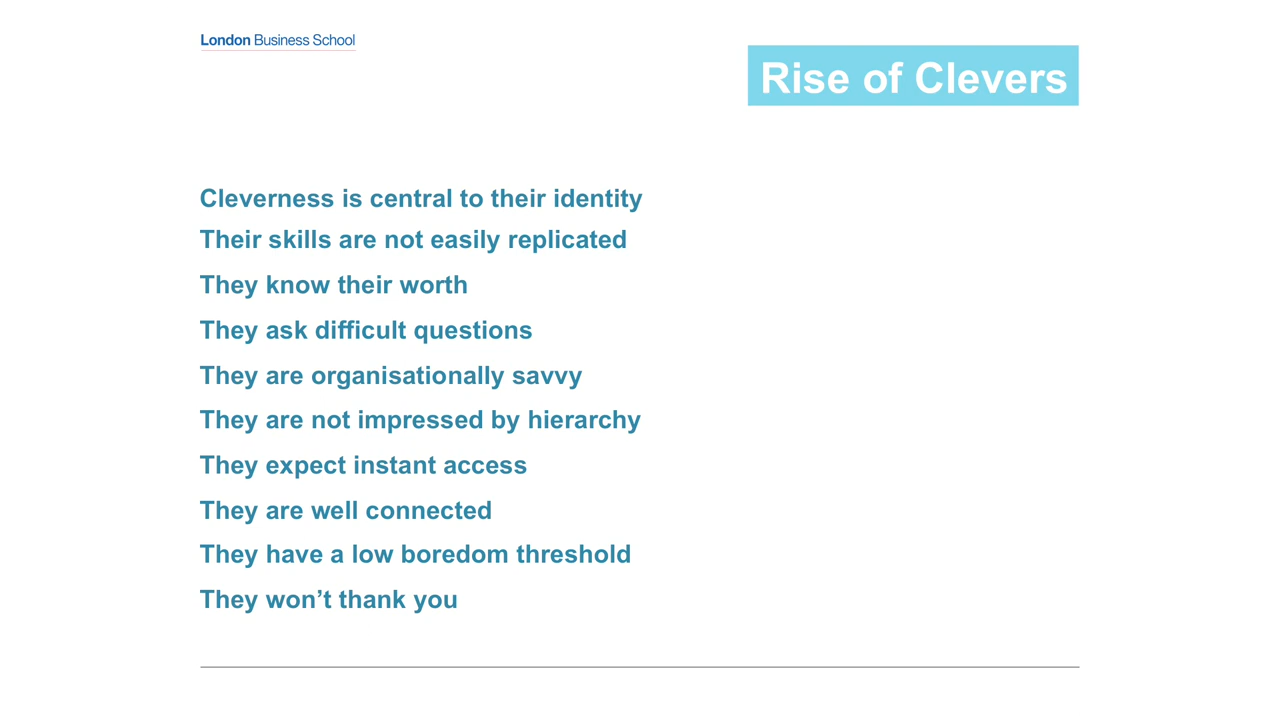 London Business School
Rise of Clevers
Cleverness is central to their identity
Their skills are not easily replicated
They know their worth
They ask difficult questions
They are organisationally savvy
They are not impressed by hierarchy
They expect instant access
They are well connected
They have a low boredom threshold
They won’t thank you